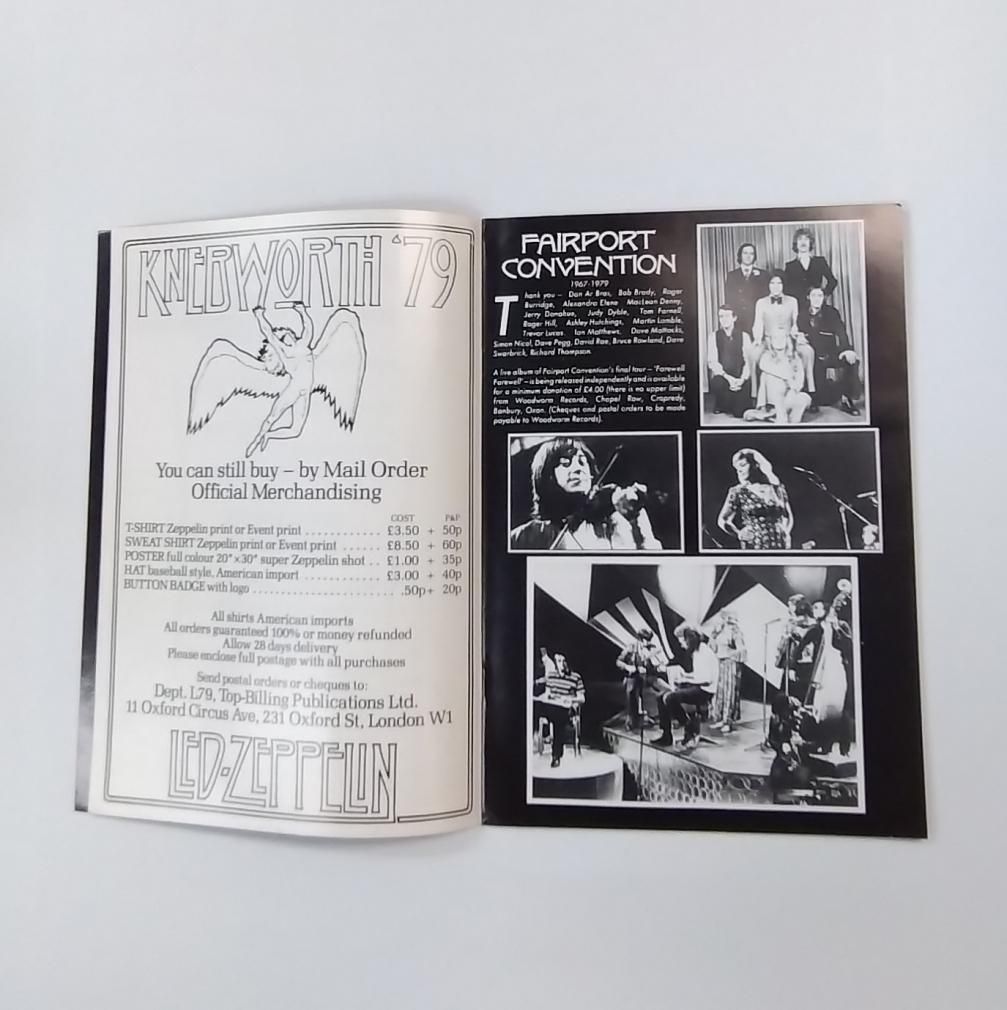 KNEBWORTH '79
You can still buy – by Mail Order
Official Merchandising
COST P&P
T-SHIRT Zeppelin print or Event print ........... £3.50 + 50p
SWEAT SHIRT Zeppelin print or Event print ...... £8.50 + 60p
POSTER full colour 20" x 30" super Zeppelin shot .. £1.00 + 35p
HAT baseball style, American import ............ £3.00 + 40p
BUTTON BADGE with logo ...................... .50p + 20p
All shirts American imports
All orders guaranteed 100% or money refunded
Allow 28 days delivery
Please enclose full postage with all purchases
Send postal orders or cheques to:
Dept. L79, Top-Billing Publications Ltd.
11 Oxford Circus Ave, 231 Oxford St, London W1
LED-ZEPPELIN
FAIRPORT
CONVENTION
1967-1979
Thank you – Dan Ar Bras, Bob Brady, Roger
Burridge, Alexandra Elene MacLean Denny,
Jerry Donahue, Judy Dyble, Tom Farnell,
Roger Hill, Ashley Hutchings, Martin Lamble,
Trevor Lucas, Ian Matthews, Dave Mattacks,
Simon Nicol, Dave Pegg, David Rae, Bruce Rowland, Dave
Swarbrick, Richard Thompson.
A live album of Fairport Convention's final tour – 'Farewell
Farewell' – is being released independently and is available
for a minimum donation of £4.00 (there is no upper limit)
from Woodworm Records, Chapel Row, Cropredy,
Banbury, Oxon. (Cheques and postal orders to be made
payable to Woodworm Records).